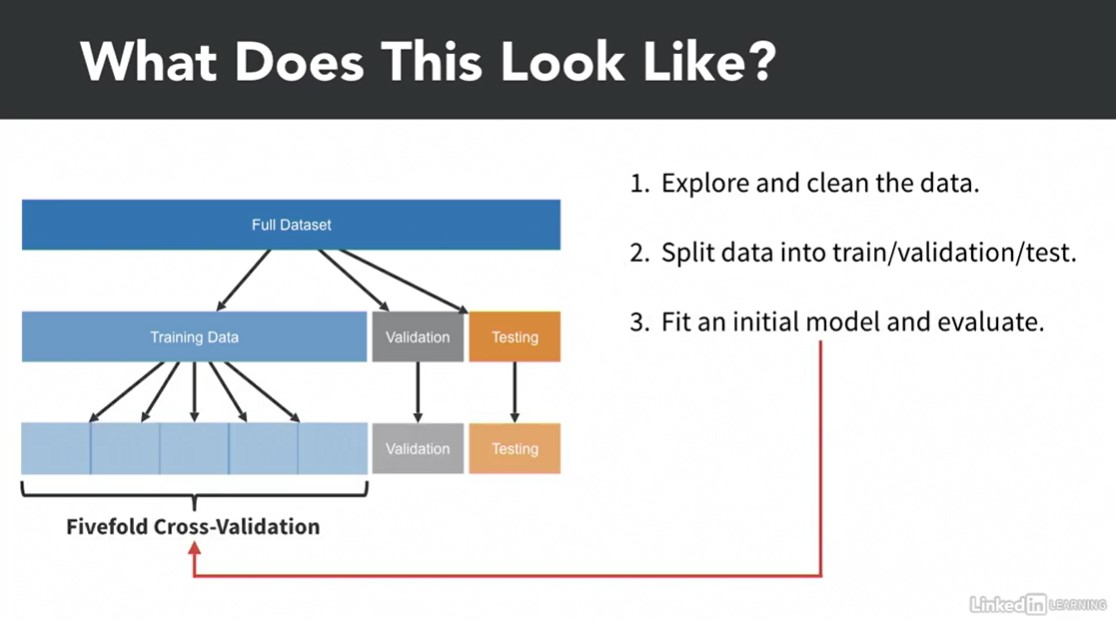 What Does This Look Like?
Full Dataset
Training Data
Validation
Testing
Validation
Testing
Fivefold Cross-Validation
1. Explore and clean the data.
2. Split data into train/validation/test.
3. Fit an initial model and evaluate.
Linked in LEARNING